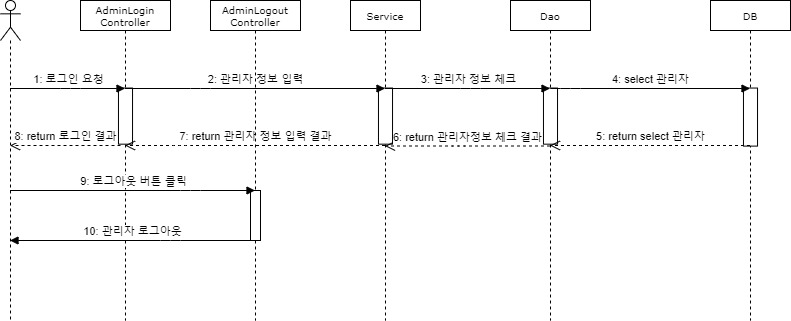 AdminLogin
Controller
AdminLogout
Controller
Service
Dao
DB
1: 로그인 요청
2: 관리자 정보 입력
3: 관리자 정보 체크
4: select 관리자
8: return 로그인 결과
7: return 관리자 정보 입력 결과
6: return 관리자정보 체크 결과
5: return select 관리자
9: 로그아웃 버튼 클릭
10: 관리자 로그아웃